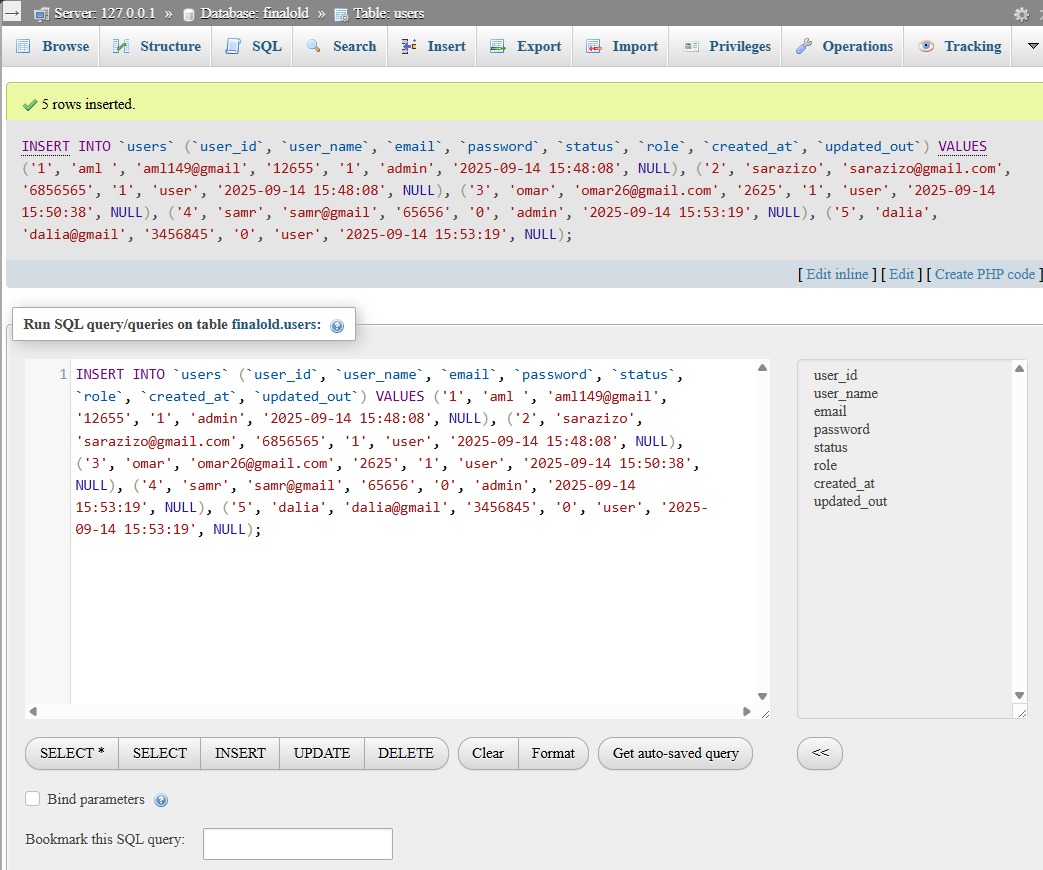 Server: 127.0.0.1 » Database: finalold » Table: users
Browse Structure SQL Search Insert Export Import Privileges Operations Tracking
5 rows inserted.
INSERT INTO `users` (`user_id`, `user_name`, `email`, `password`, `status`, `role`, `created_at`, `updated_out`) VALUES
('1', 'aml ', 'aml149@gmail', '12655', '1', 'admin', '2025-09-14 15:48:08', NULL), ('2', 'sarazizo', 'sarazizo@gmail.com',
'6856565', '1', 'user', '2025-09-14 15:48:08', NULL), ('3', 'omar', 'omar26@gmail.com', '2625', '1', 'user', '2025-09-14
15:50:38', NULL), ('4', 'samr', 'samr@gmail', '65656', '0', 'admin', '2025-09-14 15:53:19', NULL), ('5', 'dalia',
'dalia@gmail', '3456845', '0', 'user', '2025-09-14 15:53:19', NULL);
[ Edit inline ] [ Edit ] [ Create PHP code ]
Run SQL query/queries on table finalold.users:
1 INSERT INTO `users` (`user_id`, `user_name`, `email`, `password`, `status`,
`role`, `created_at`, `updated_out`) VALUES ('1', 'aml ', 'aml149@gmail',
'12655', '1', 'admin', '2025-09-14 15:48:08', NULL), ('2', 'sarazizo',
'sarazizo@gmail.com', '6856565', '1', 'user', '2025-09-14 15:48:08', NULL),
('3', 'omar', 'omar26@gmail.com', '2625', '1', 'user', '2025-09-14 15:50:38',
NULL), ('4', 'samr', 'samr@gmail', '65656', '0', 'admin', '2025-09-14
15:53:19', NULL), ('5', 'dalia', 'dalia@gmail', '3456845', '0', 'user', '2025-
09-14 15:53:19', NULL);
user_id
user_name
email
password
status
role
created_at
updated_out
SELECT * SELECT INSERT UPDATE DELETE Clear Format Get auto-saved query <<
Bind parameters
Bookmark this SQL query: